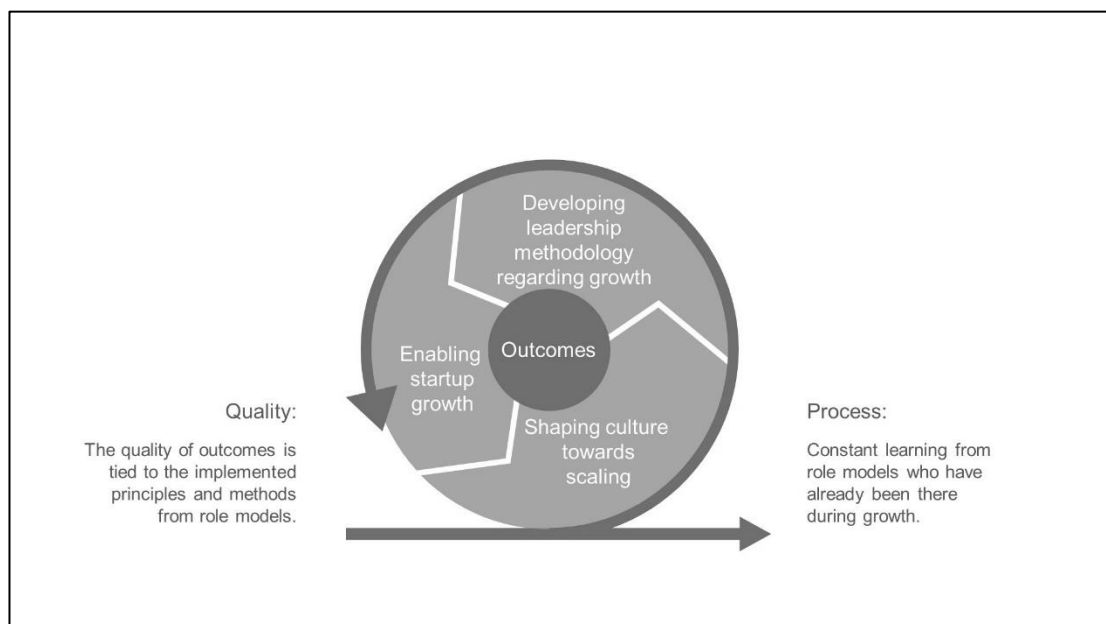 Developing
leadership
methodology
regarding growth
Outcomes
Enabling
startup
growth
Shaping culture
towards
scaling
Quality:
The quality of outcomes is
tied to the implemented
principles and methods
from role models.
Process:
Constant learning from
role models who have
already been there
during growth.